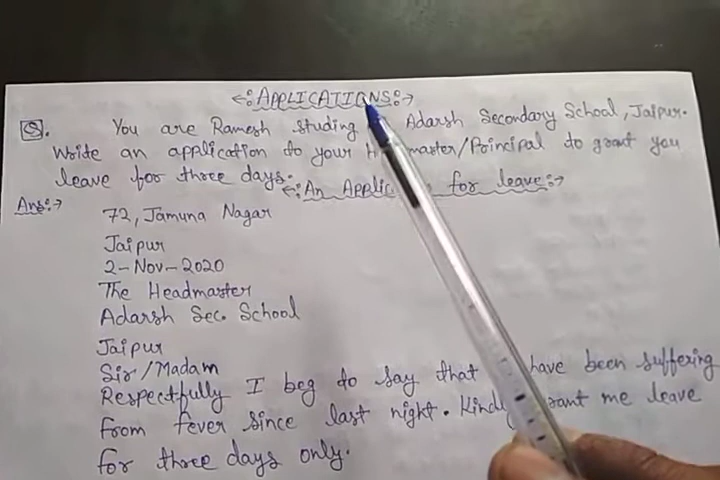 ←:APPLICATIONS:→
Q. You are Ramesh studing Adarsh Secondary School, Jaipur.
Write an application to your master/Principal to grant you
leave for three days.
←:An Applic for leave:→
Ans:→
72, Jamuna Nagar
Jaipur
2-Nov-2020
The Headmaster
Adarsh Sec. School
Jaipur
Sir/Madam
Respectfully I beg to say that have been suffering
from fever since last night. Kindly me leave
for three days only.